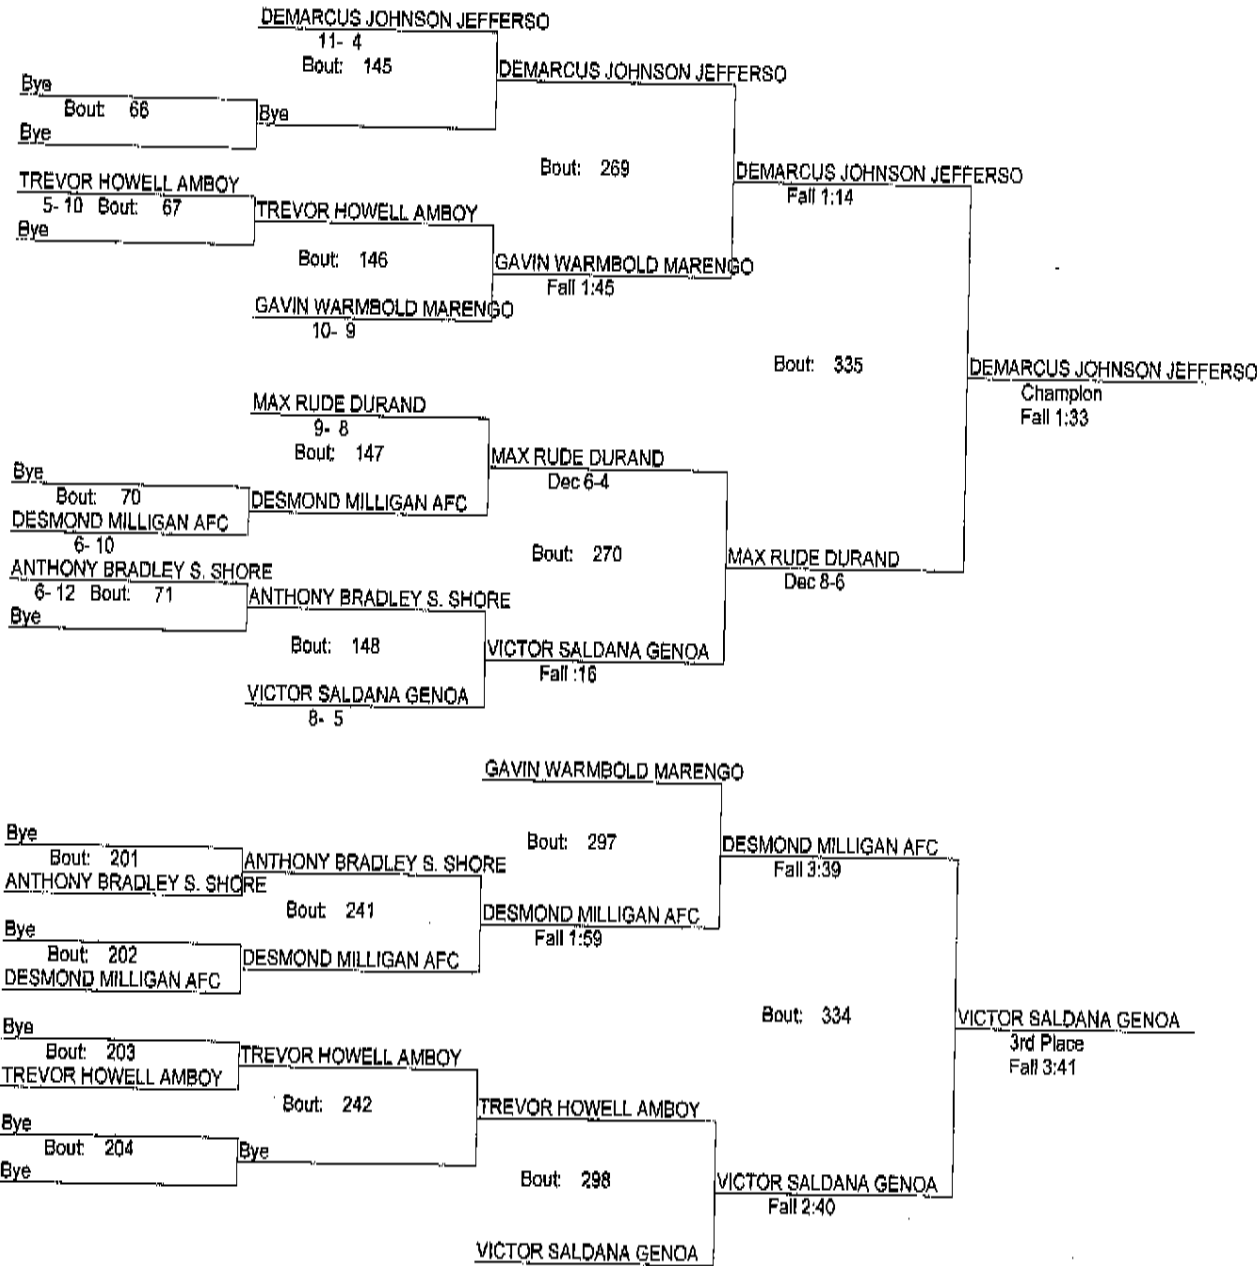 DEMARCUS JOHNSON JEFFERSO
11- 4
Bout: 145
DEMARCUS JOHNSON JEFFERSO
Bye
Bout: 66
Bye
Bye
Bout: 269
DEMARCUS JOHNSON JEFFERSO
Fall 1:14
TREVOR HOWELL AMBOY
5- 10 Bout: 67
TREVOR HOWELL AMBOY
Bye
Bout: 146
GAVIN WARMBOLD MARENGO
Fall 1:45
GAVIN WARMBOLD MARENGO
10- 9
Bout: 335
DEMARCUS JOHNSON JEFFERSO
Champion
Fall 1:33
MAX RUDE DURAND
9- 8
Bout: 147
MAX RUDE DURAND
Dec 6-4
Bye
Bout: 70
DESMOND MILLIGAN AFC
DESMOND MILLIGAN AFC
6- 10
Bout: 270
MAX RUDE DURAND
Dec 8-6
ANTHONY BRADLEY S. SHORE
6- 12 Bout: 71
ANTHONY BRADLEY S. SHORE
Bye
Bout: 148
VICTOR SALDANA GENOA
Fall :16
VICTOR SALDANA GENOA
8- 5
GAVIN WARMBOLD MARENGO
Bye
Bout: 201
ANTHONY BRADLEY S. SHORE
ANTHONY BRADLEY S. SHORE
Bout: 297
DESMOND MILLIGAN AFC
Fall 3:39
Bout: 241
DESMOND MILLIGAN AFC
Fall 1:59
Bye
Bout: 202
DESMOND MILLIGAN AFC
DESMOND MILLIGAN AFC
Bout: 334
VICTOR SALDANA GENOA
3rd Place
Fall 3:41
Bye
Bout: 203
TREVOR HOWELL AMBOY
TREVOR HOWELL AMBOY
Bout: 242
TREVOR HOWELL AMBOY
Bye
Bout: 204
Bye
Bye
Bout: 298
VICTOR SALDANA GENOA
Fall 2:40
VICTOR SALDANA GENOA